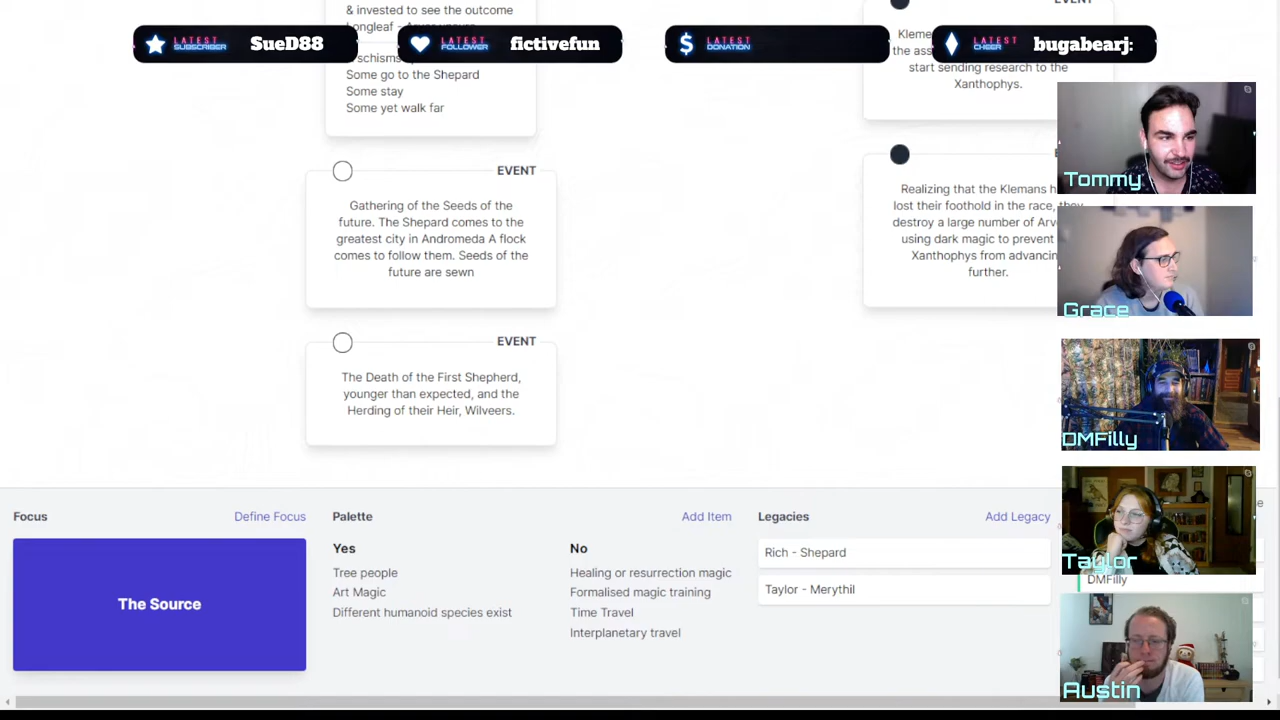 & invested to see the outcome
Longleaf -
LATEST SUBSCRIBER SueD88
LATEST FOLLOWER fictivefun
LATEST DONATION
LATEST CHEER bugabearj:
schisms
Some go to the Shepard
Some stay
Some yet walk far
EVENT
Gathering of the Seeds of the
future. The Shepard comes to the
greatest city in Andromeda A flock
comes to follow them. Seeds of the
future are sewn
EVENT
The Death of the First Shepherd,
younger than expected, and the
Herding of their Heir, Wilveers.
EVENT
the
start sending research to the
Xanthophys.
Realizing that the Klemans
lost their foothold in the race, they
destroy a large number of
using dark magic to prevent
Xanthophys from advancing
further.
Tommy
Grace
DMFilly
Taylor
DMFilly
Austin
Focus
Define Focus
The Source
Palette
Add Item
Yes
Tree people
Art Magic
Different humanoid species exist
No
Healing or resurrection magic
Formalised magic training
Time Travel
Interplanetary travel
Legacies
Add Legacy
Rich - Shepard
Taylor - Merythil